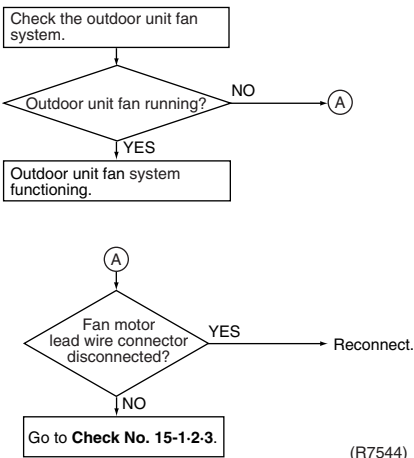 Check the outdoor unit fan
system.
Outdoor unit fan running?
NO
A
YES
Outdoor unit fan system
functioning.
A
Fan motor
lead wire connector
disconnected?
YES
Reconnect.
NO
Go to Check No. 15-1-2-3.
(R7544)